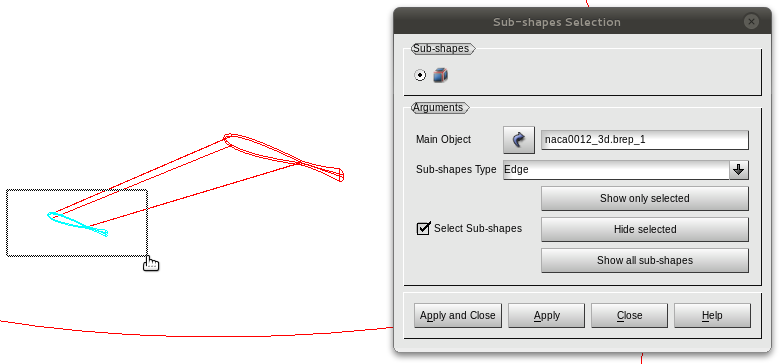 Sub-shapes Selection
Sub-shapes
Arguments
Main Object
naca0012_3d.brep_1
Sub-shapes Type
Edge
Show only selected
Select Sub-shapes
Hide selected
Show all sub-shapes
Apply and Close
Apply
Close
Help